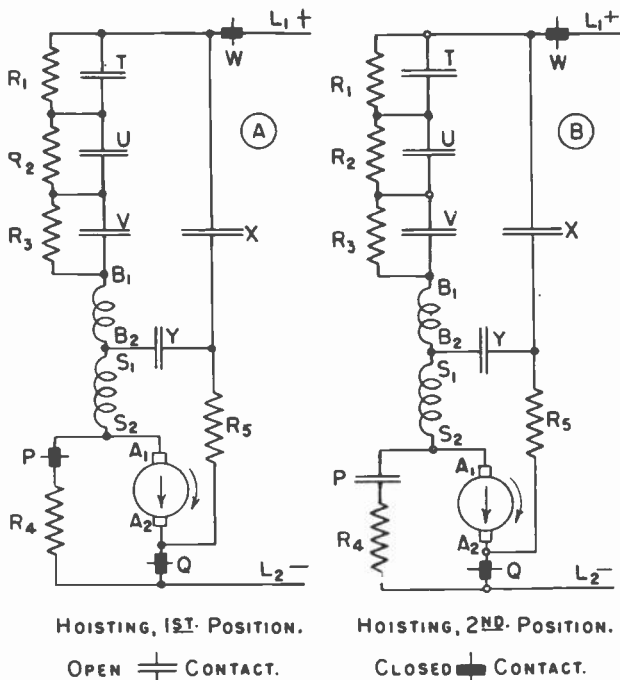 L₁+
W
T
R₁
A
U
R₂
V
R₃
X
B₁
B₂
Y
S₁
S₂
R₅
P
A₁
R₄
A₂
Q
L₂−
HOISTING, 1ST. POSITION.
L₁+
W
T
R₁
B
U
R₂
V
R₃
X
B₁
B₂
Y
S₁
S₂
R₅
P
A₁
R₄
A₂
Q
L₂−
HOISTING, 2ND. POSITION.
OPEN CONTACT.
CLOSED CONTACT.